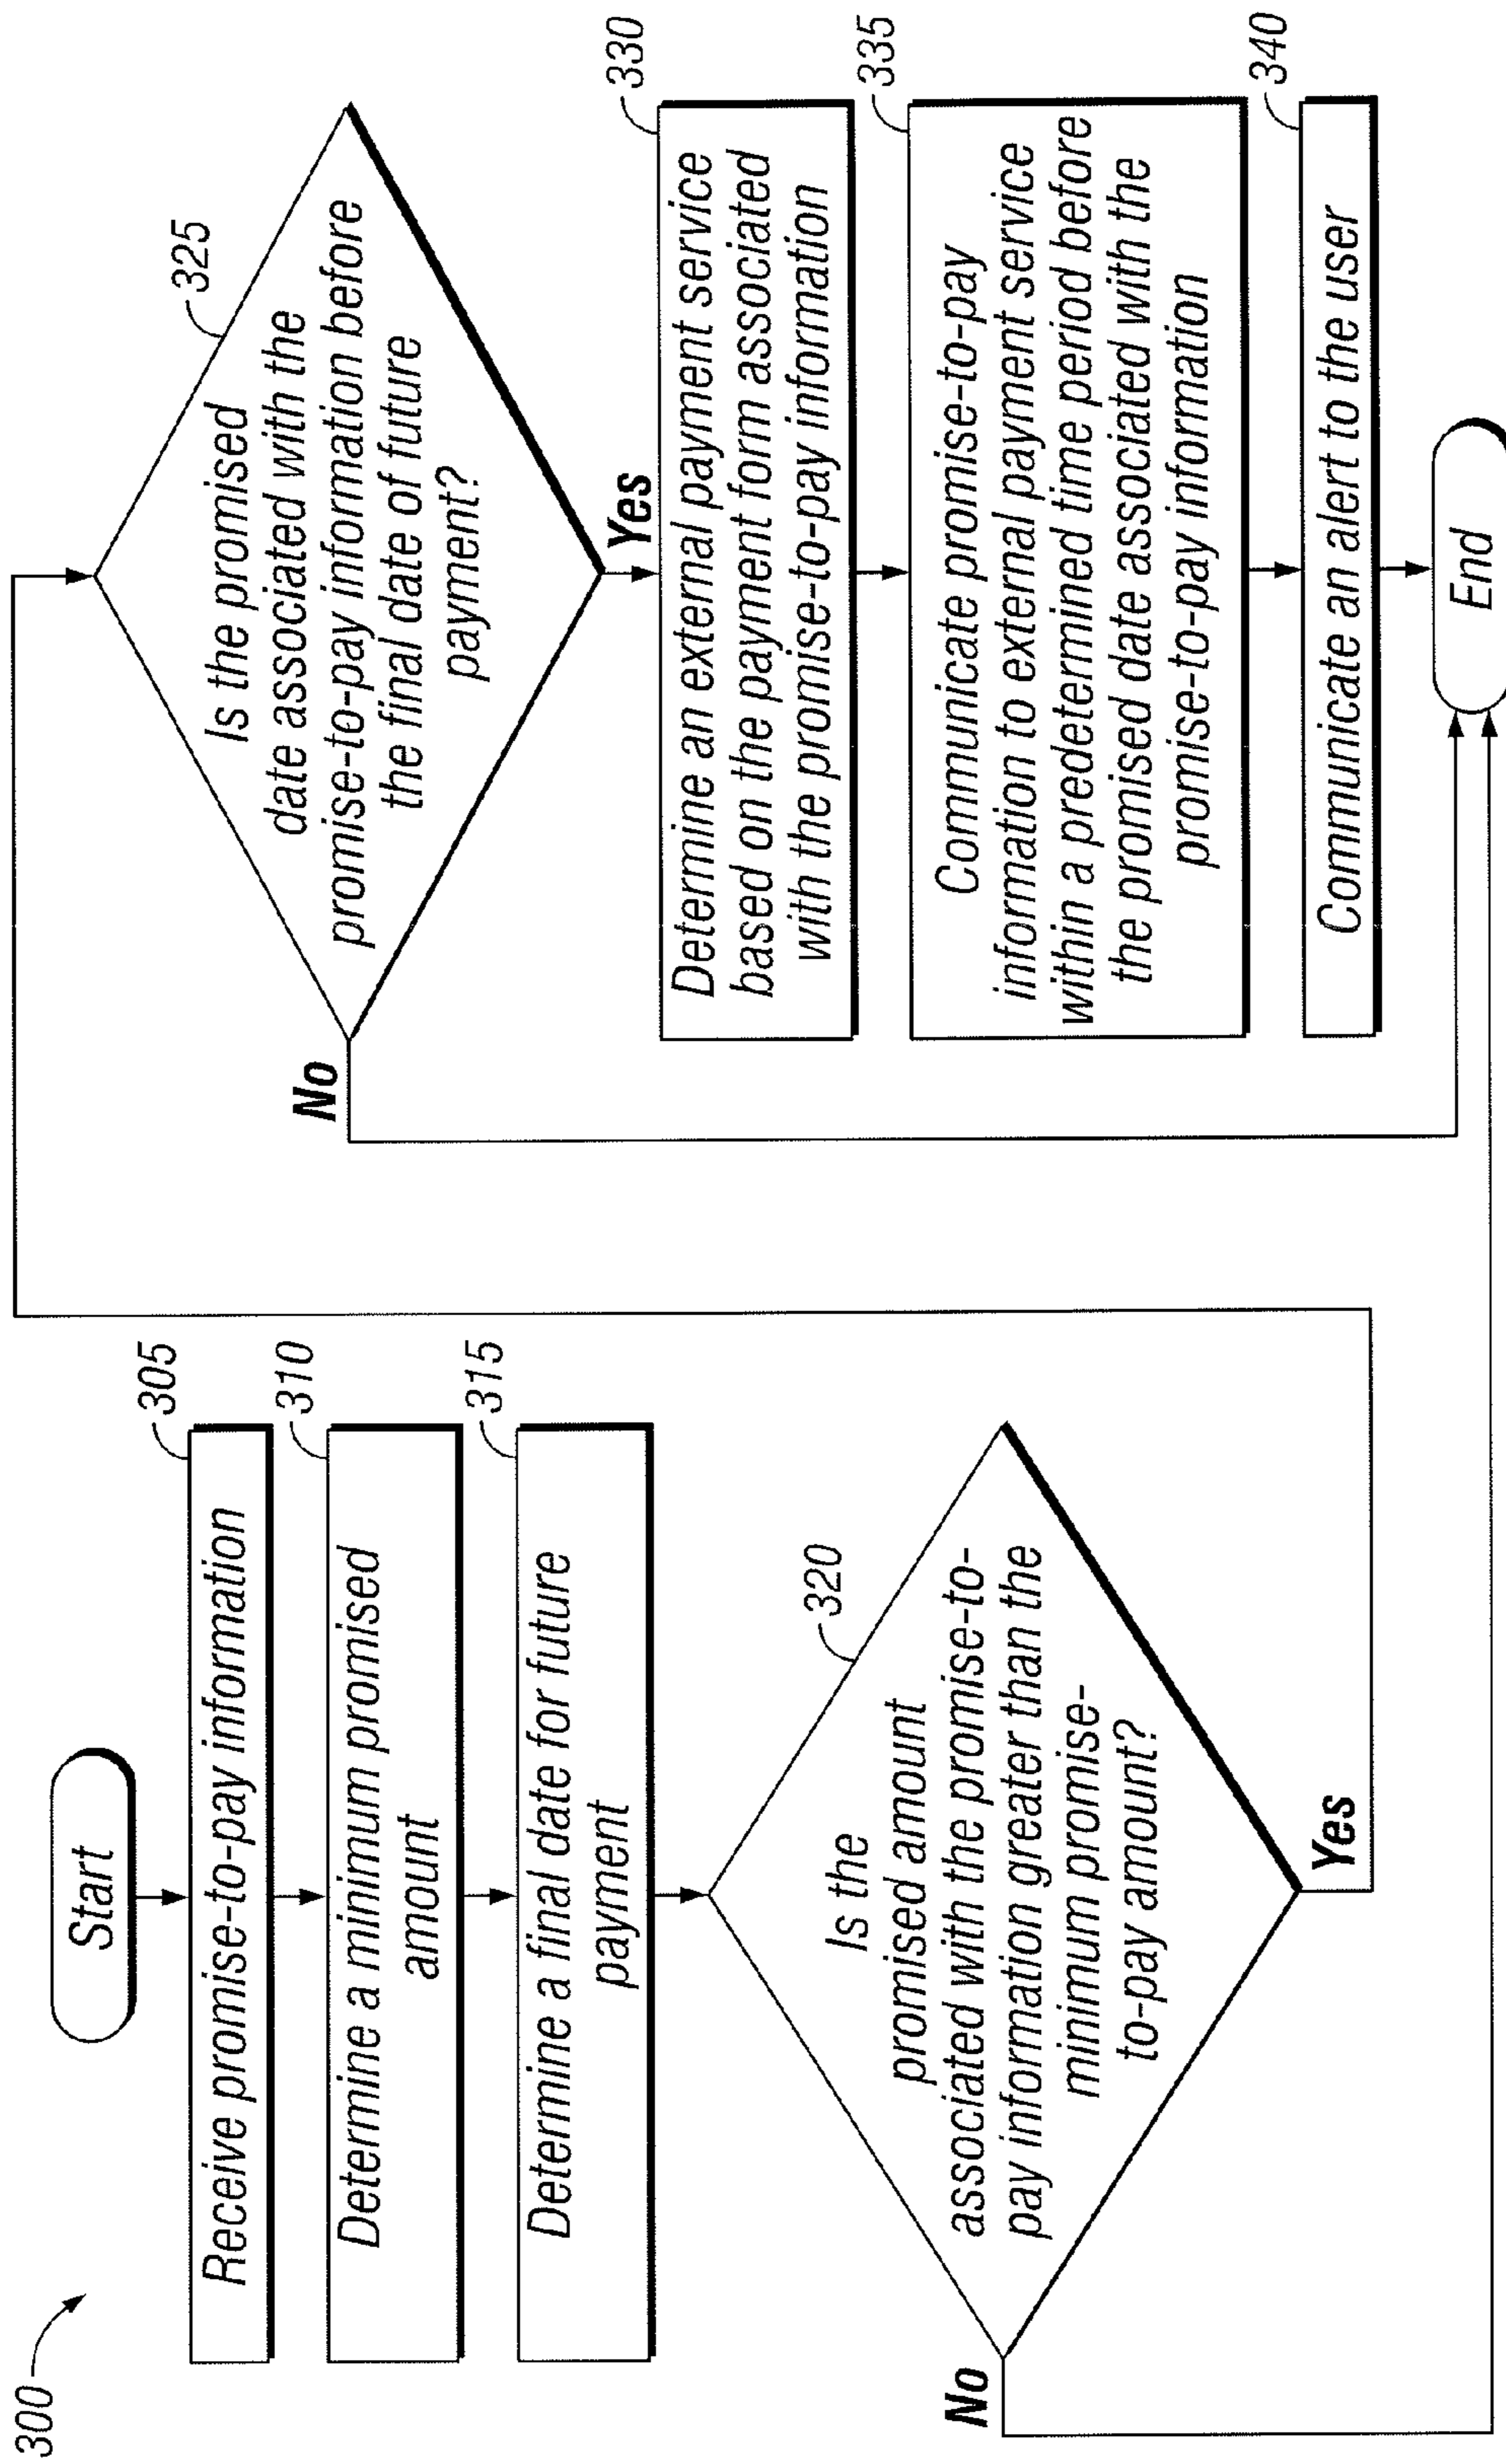 300
Start
305
Receive promise-to-pay information
310
Determine a minimum promised
amount
315
Determine a final date for future
payment
320
Is the
promised amount
associated with the promise-to-
pay information greater than the
minimum promise-
to-pay amount?
No
Yes
325
Is the promised
date associated with the
promise-to-pay information before
the final date of future
payment?
No
Yes
330
Determine an external payment service
based on the payment form associated
with the promise-to-pay information
335
Communicate promise-to-pay
information to external payment service
within a predetermined time period before
the promised date associated with the
promise-to-pay information
340
Communicate an alert to the user
End